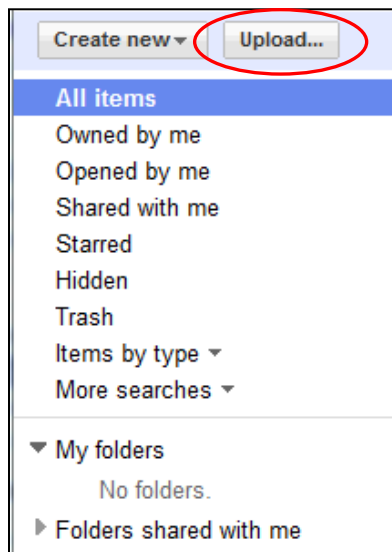 Create new Upload...
All items
Owned by me
Opened by me
Shared with me
Starred
Hidden
Trash
Items by type
More searches
My folders
No folders.
Folders shared with me